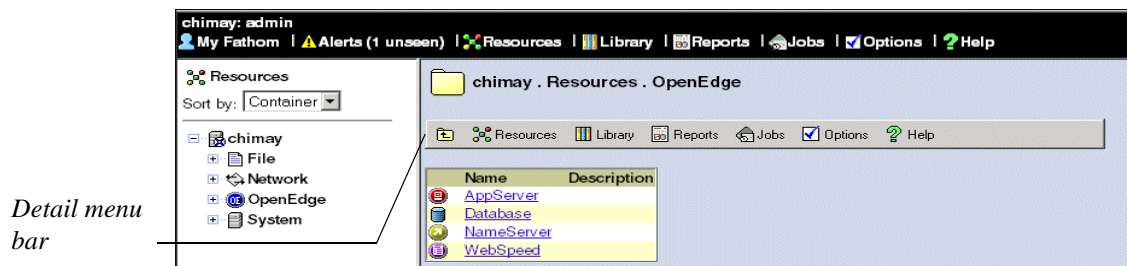 chimay: admin
My Fathom | Alerts (1 unseen) | Resources | Library | Reports | Jobs | Options | Help
Resources
Sort by: Container
chimay
File
Network
OpenEdge
System
chimay . Resources . OpenEdge
Resources Library Reports Jobs Options Help
Name Description
AppServer
Database
NameServer
WebSpeed
Detail menu
bar